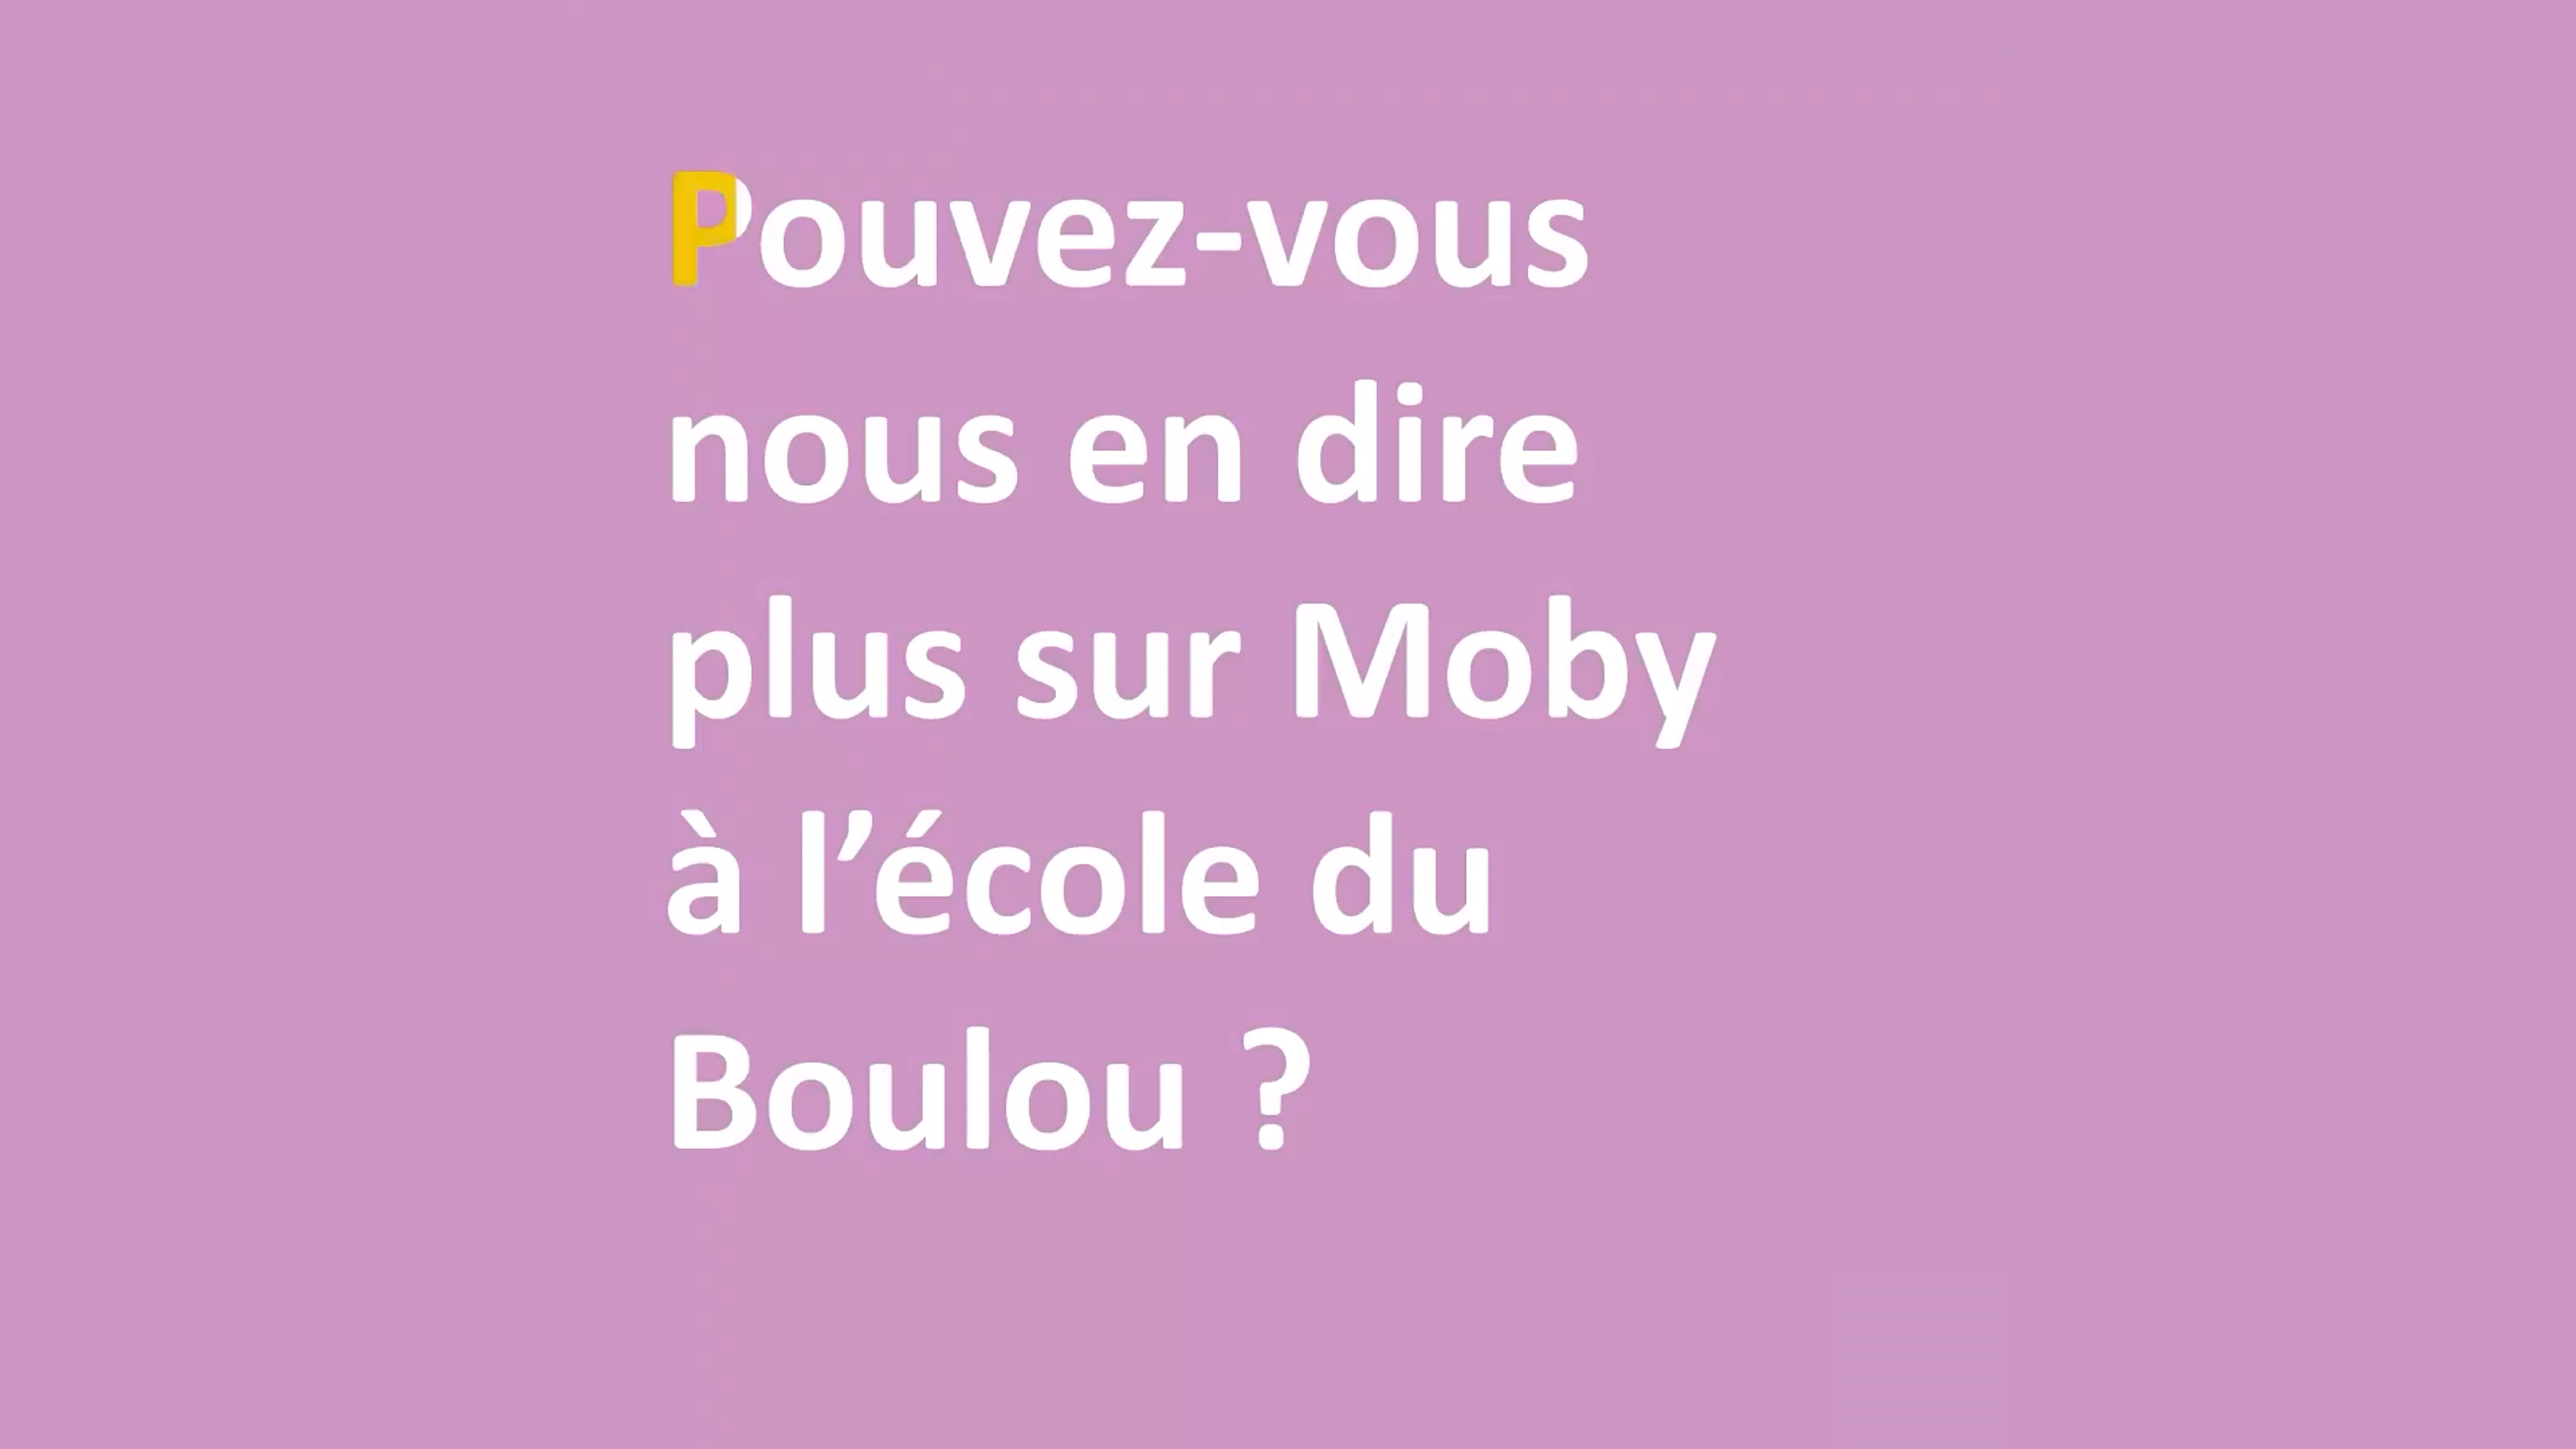 Pouvez-vous
nous en dire
plus sur Moby
à l’école du
Boulou ?